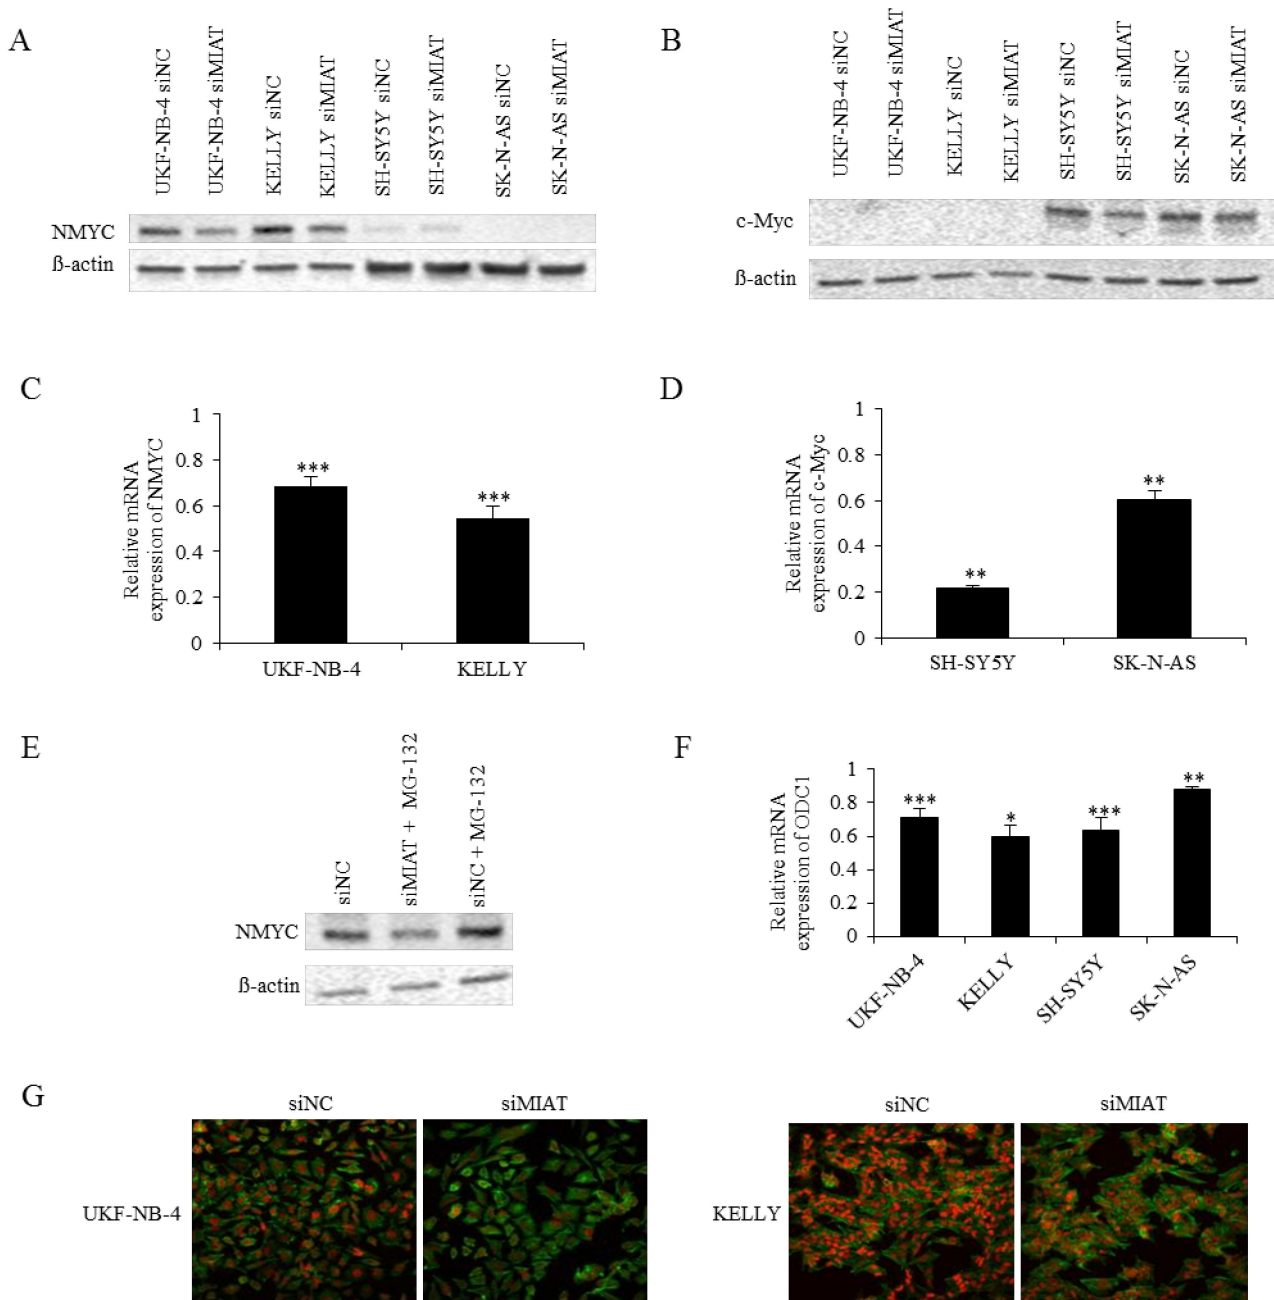 A
UKF-NB-4 siNC
UKF-NB-4 siMIAT
KELLY siNC
KELLY siMIAT
SH-SY5Y siNC
SH-SY5Y siMIAT
SK-N-AS siNC
SK-N-AS siMIAT
NMYC
ß-actin
B
UKF-NB-4 siNC
UKF-NB-4 siMIAT
KELLY siNC
KELLY siMIAT
SH-SY5Y siNC
SH-SY5Y siMIAT
SK-N-AS siNC
SK-N-AS siMIAT
c-Myc
ß-actin
C
Relative mRNA
expression of NMYC
1
0.8
0.6
0.4
0.2
0
***
***
UKF-NB-4
KELLY
D
Relative mRNA
expression of c-Myc
1
0.8
0.6
0.4
0.2
0
**
**
SH-SY5Y
SK-N-AS
E
siNC
siMIAT + MG-132
siNC + MG-132
NMYC
ß-actin
F
Relative mRNA
expression of ODC1
1
0.8
0.6
0.4
0.2
0
***
*
***
**
UKF-NB-4
KELLY
SH-SY5Y
SK-N-AS
G
siNC
siMIAT
UKF-NB-4
siNC
siMIAT
KELLY